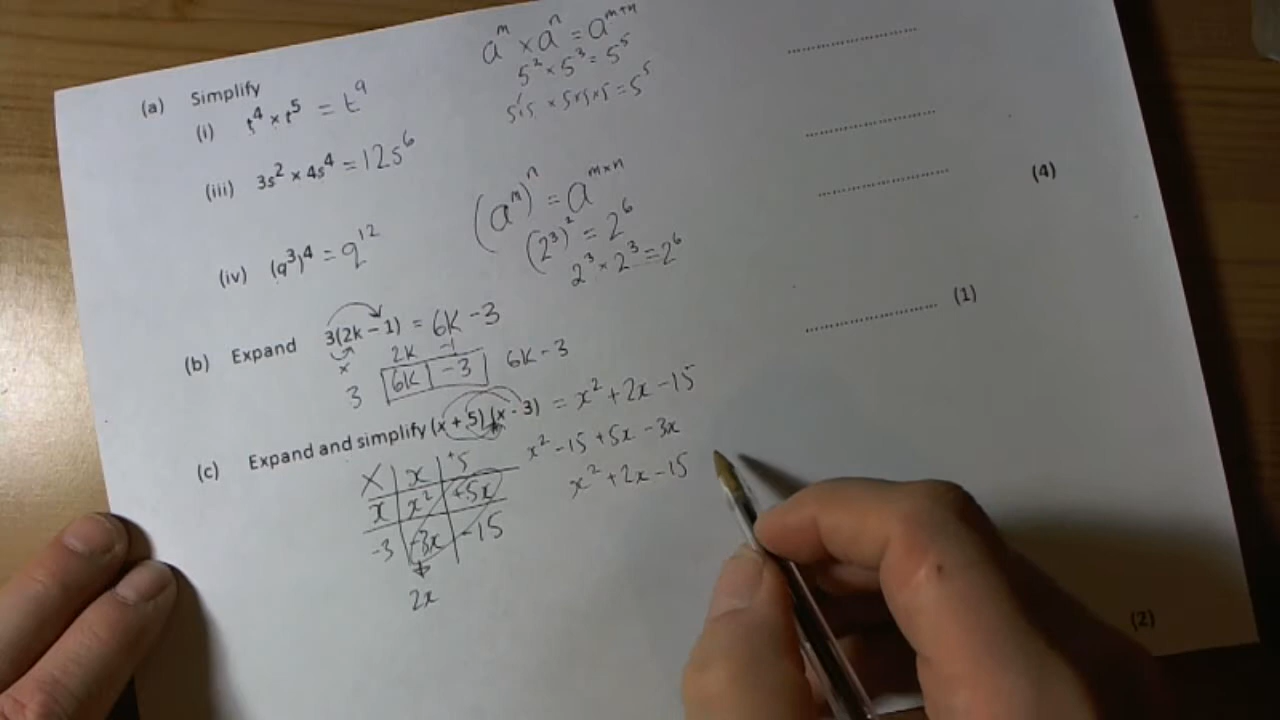 (a) Simplify
(i) t⁴ × t⁵ = t⁹
aᵐ × aⁿ = aᵐ⁺ⁿ
5² × 5³ = 5⁵
5×5 × 5×5×5 = 5⁵
(iii) 3s² × 4s⁴ = 12s⁶
(4)
(iv) (q³)⁴ = q¹²
(aᵐ)ⁿ = aᵐˣⁿ
(2³)² = 2⁶
2³ × 2³ = 2⁶
(b) Expand 3(2k − 1) = 6k − 3
(1)
× 2k −1
3 6k −3 6k − 3
(c) Expand and simplify (x + 5)(x − 3) = x² + 2x − 15
X x +5
x x² +5x
−3 −3x −15
2x
x² − 15 + 5x − 3x
x² + 2x − 15
(2)